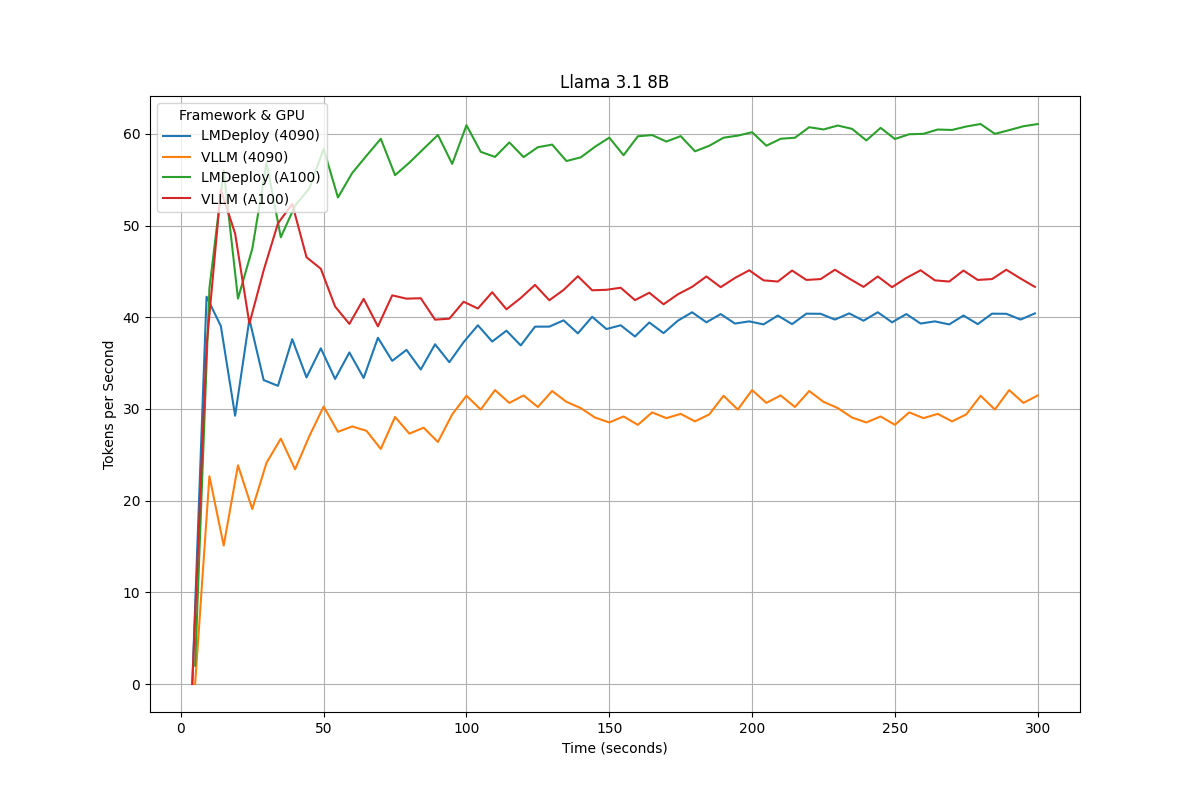 Llama 3.1 8B
Framework & GPU
LMDeploy (4090)
VLLM (4090)
LMDeploy (A100)
VLLM (A100)
Tokens per Second
60
50
40
30
20
10
0
0 50 100 150 200 250 300
Time (seconds)